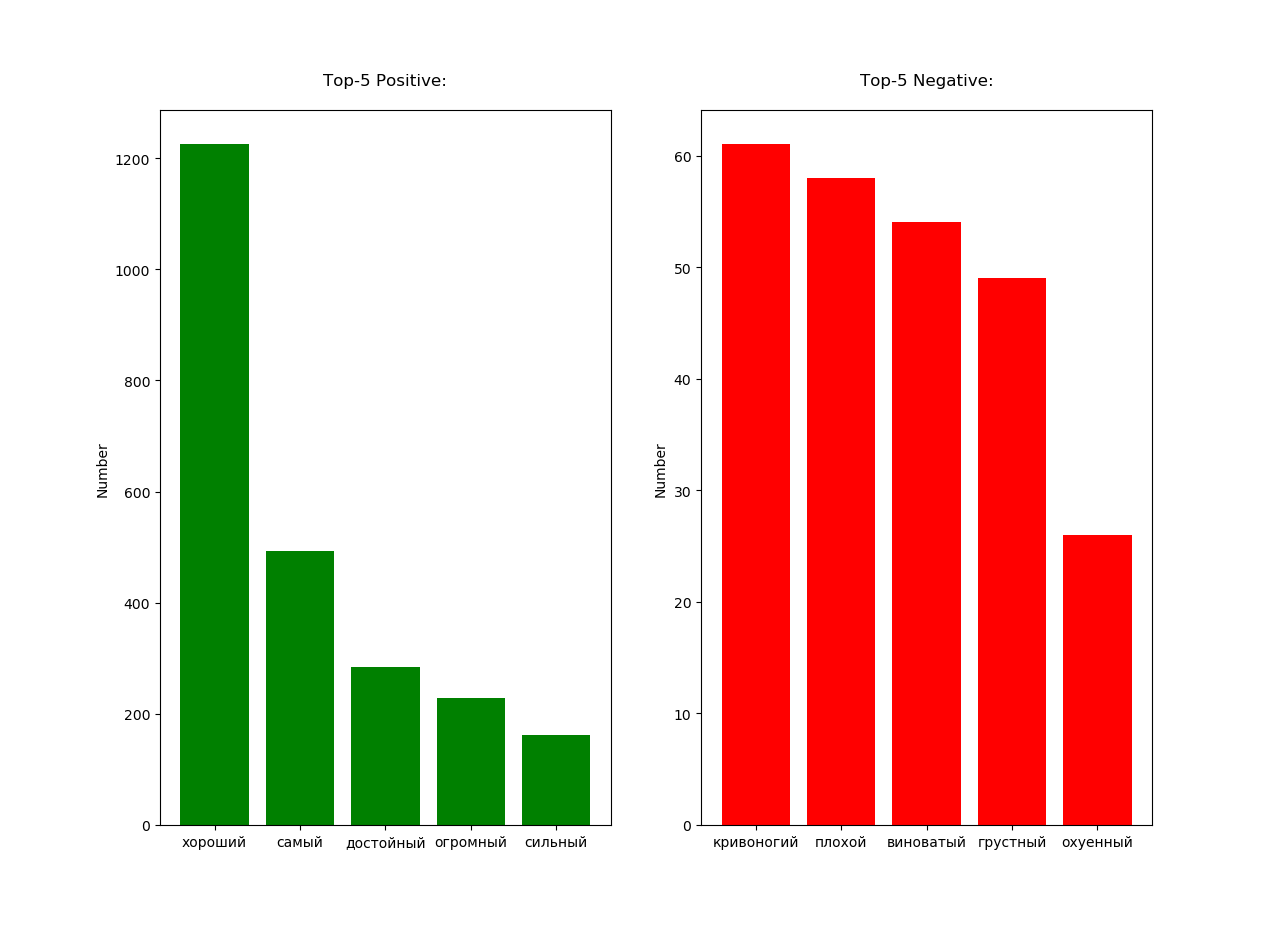 Top-5 Positive:
Number
1200
1000
800
600
400
200
0
хороший самый достойный огромный сильный
Top-5 Negative:
Number
60
50
40
30
20
10
0
кривоногий плохой виноватый грустный охуенный